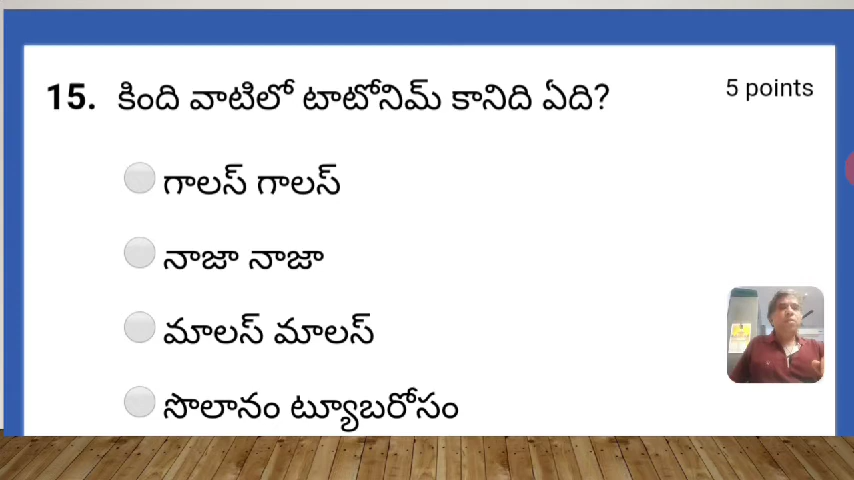 15. కింది వాటిలో టాటోనిమ్ కానిది ఏది? 5 points
గాలస్ గాలస్
నాజా నాజా
మాలస్ మాలస్
సొలానం ట్యూబరోసం